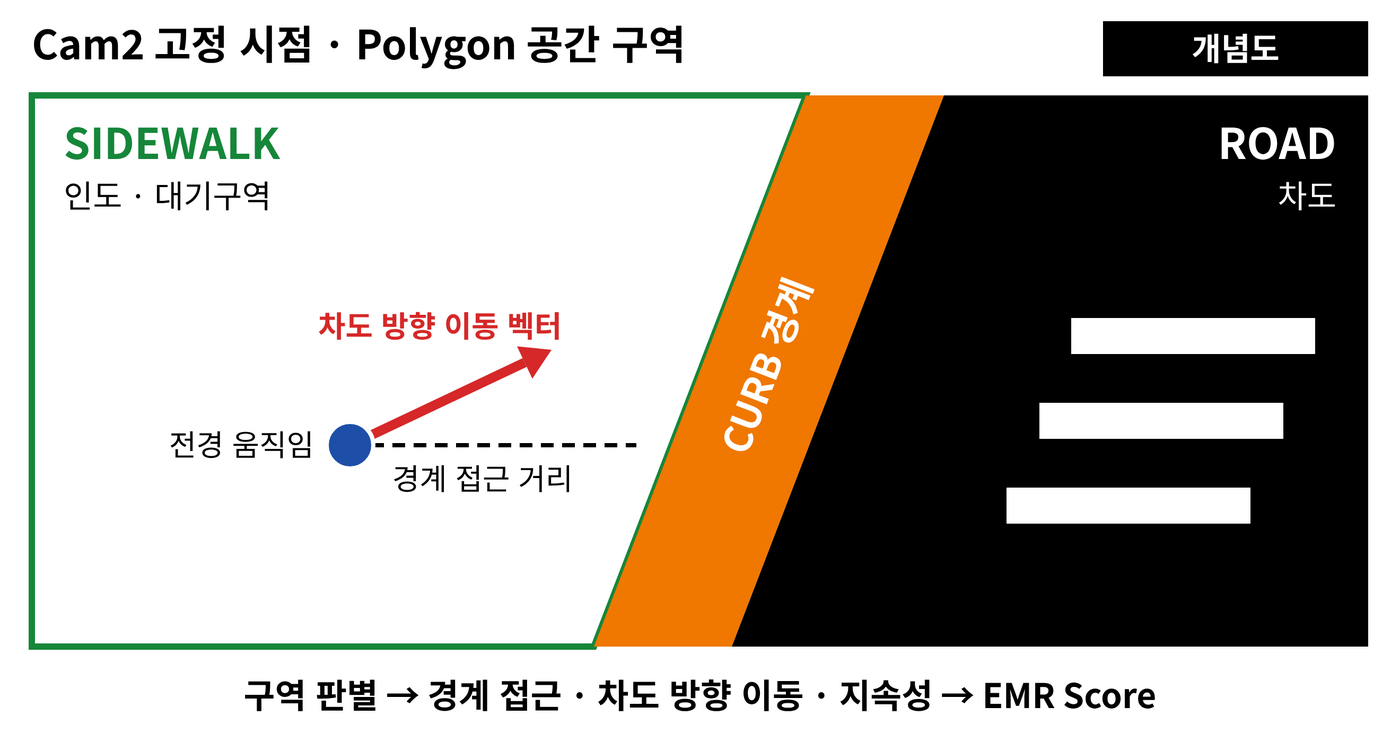 Cam2 고정 시점 · Polygon 공간 구역
개념도
SIDEWALK
인도 · 대기구역
ROAD
차도
차도 방향 이동 벡터
전경 움직임
경계 접근 거리
CURB 경계
구역 판별 → 경계 접근 · 차도 방향 이동 · 지속성 → EMR Score